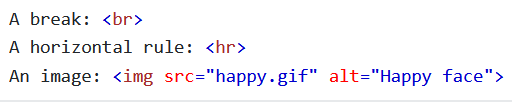 A break: <br>
A horizontal rule: <hr>
An image: <img src="happy.gif" alt="Happy face">